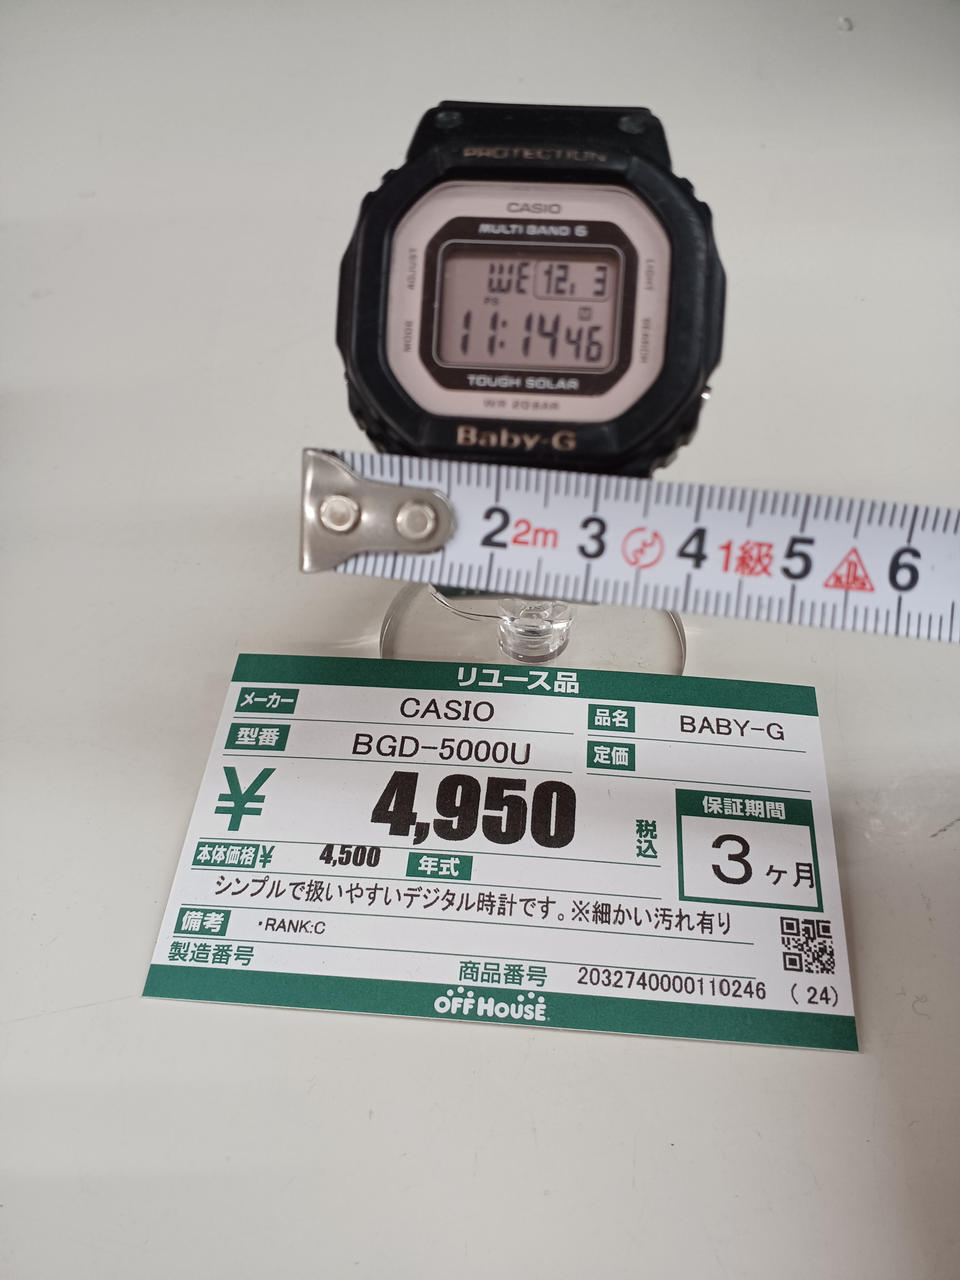 PROTECTION
CASIO
MULTI BAND 6
ADJUST
LIGHT
WE 12. 3
PS
M
11:14 46
MODE
SEARCH
TOUGH SOLAR
WR 20BAR
Baby-G
2 2m 3 4 1級 5 6
リユース品
メーカー CASIO
品名 BABY-G
型番 BGD-5000U
定価
¥ 4,950 税込
保証期間
3ヶ月
本体価格¥ 4,500 年式
シンプルで扱いやすいデジタル時計です。※細かい汚れ有り
備考 ・RANK:C
製造番号
商品番号 2032740000110246 (24)
OFF HOUSE